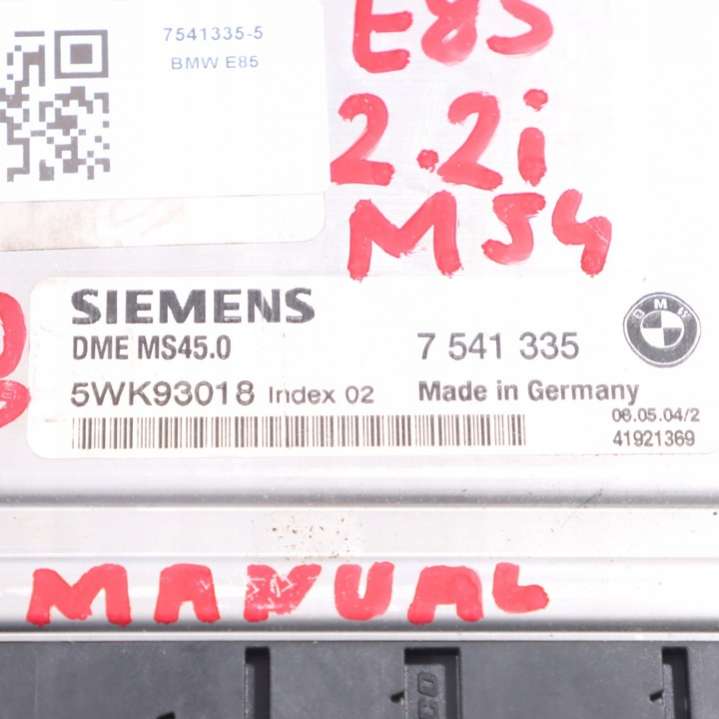 7541335-5
BMW E85
E85
2.2i
M54
SIEMENS
BMW
DME MS45.0
7 541 335
5WK93018 Index 02
Made in Germany
06.05.04/2
41921369
MANUAL